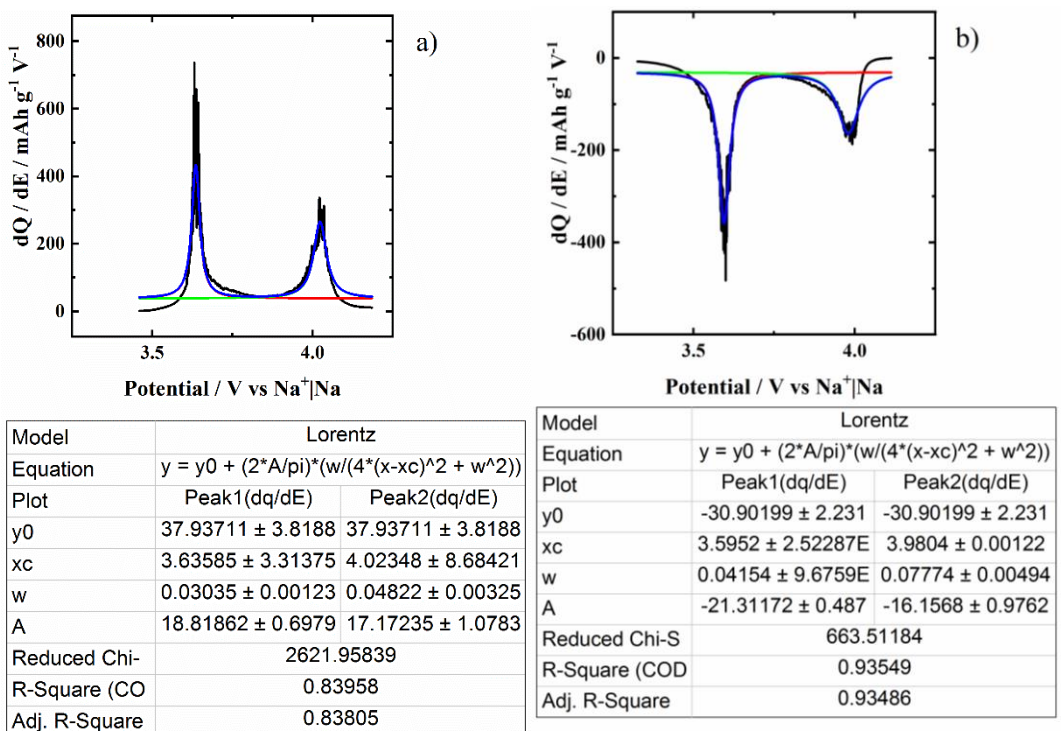 a)
800
600
400
200
0
dQ / dE / mAh g⁻¹ V⁻¹
3.5 4.0
Potential / V vs Na⁺|Na
b)
0
-200
-400
-600
dQ / dE / mAh g⁻¹ V⁻¹
3.5 4.0
Potential / V vs Na⁺|Na
Model Lorentz
Equation y = y0 + (2*A/pi)*(w/(4*(x-xc)^2 + w^2))
Plot Peak1(dq/dE) Peak2(dq/dE)
y0 37.93711 ± 3.8188 37.93711 ± 3.8188
xc 3.63585 ± 3.31375 4.02348 ± 8.68421
w 0.03035 ± 0.00123 0.04822 ± 0.00325
A 18.81862 ± 0.6979 17.17235 ± 1.0783
Reduced Chi- 2621.95839
R-Square (CO 0.83958
Adj. R-Square 0.83805
Model Lorentz
Equation y = y0 + (2*A/pi)*(w/(4*(x-xc)^2 + w^2))
Plot Peak1(dq/dE) Peak2(dq/dE)
y0 -30.90199 ± 2.231 -30.90199 ± 2.231
xc 3.5952 ± 2.52287E 3.9804 ± 0.00122
w 0.04154 ± 9.6759E 0.07774 ± 0.00494
A -21.31172 ± 0.487 -16.1568 ± 0.9762
Reduced Chi-S 663.51184
R-Square (COD 0.93549
Adj. R-Square 0.93486